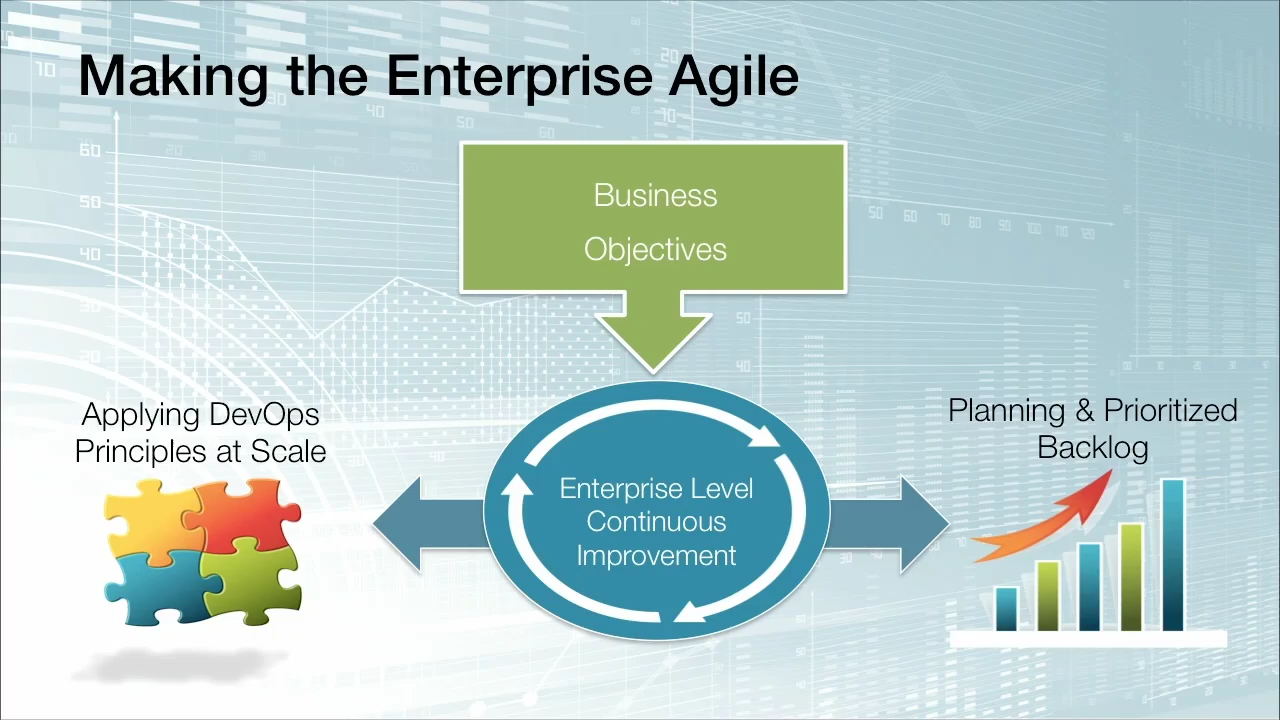 Making the Enterprise Agile
Business
Objectives
Applying DevOps
Principles at Scale
Planning & Prioritized
Backlog
Enterprise Level
Continuous
Improvement